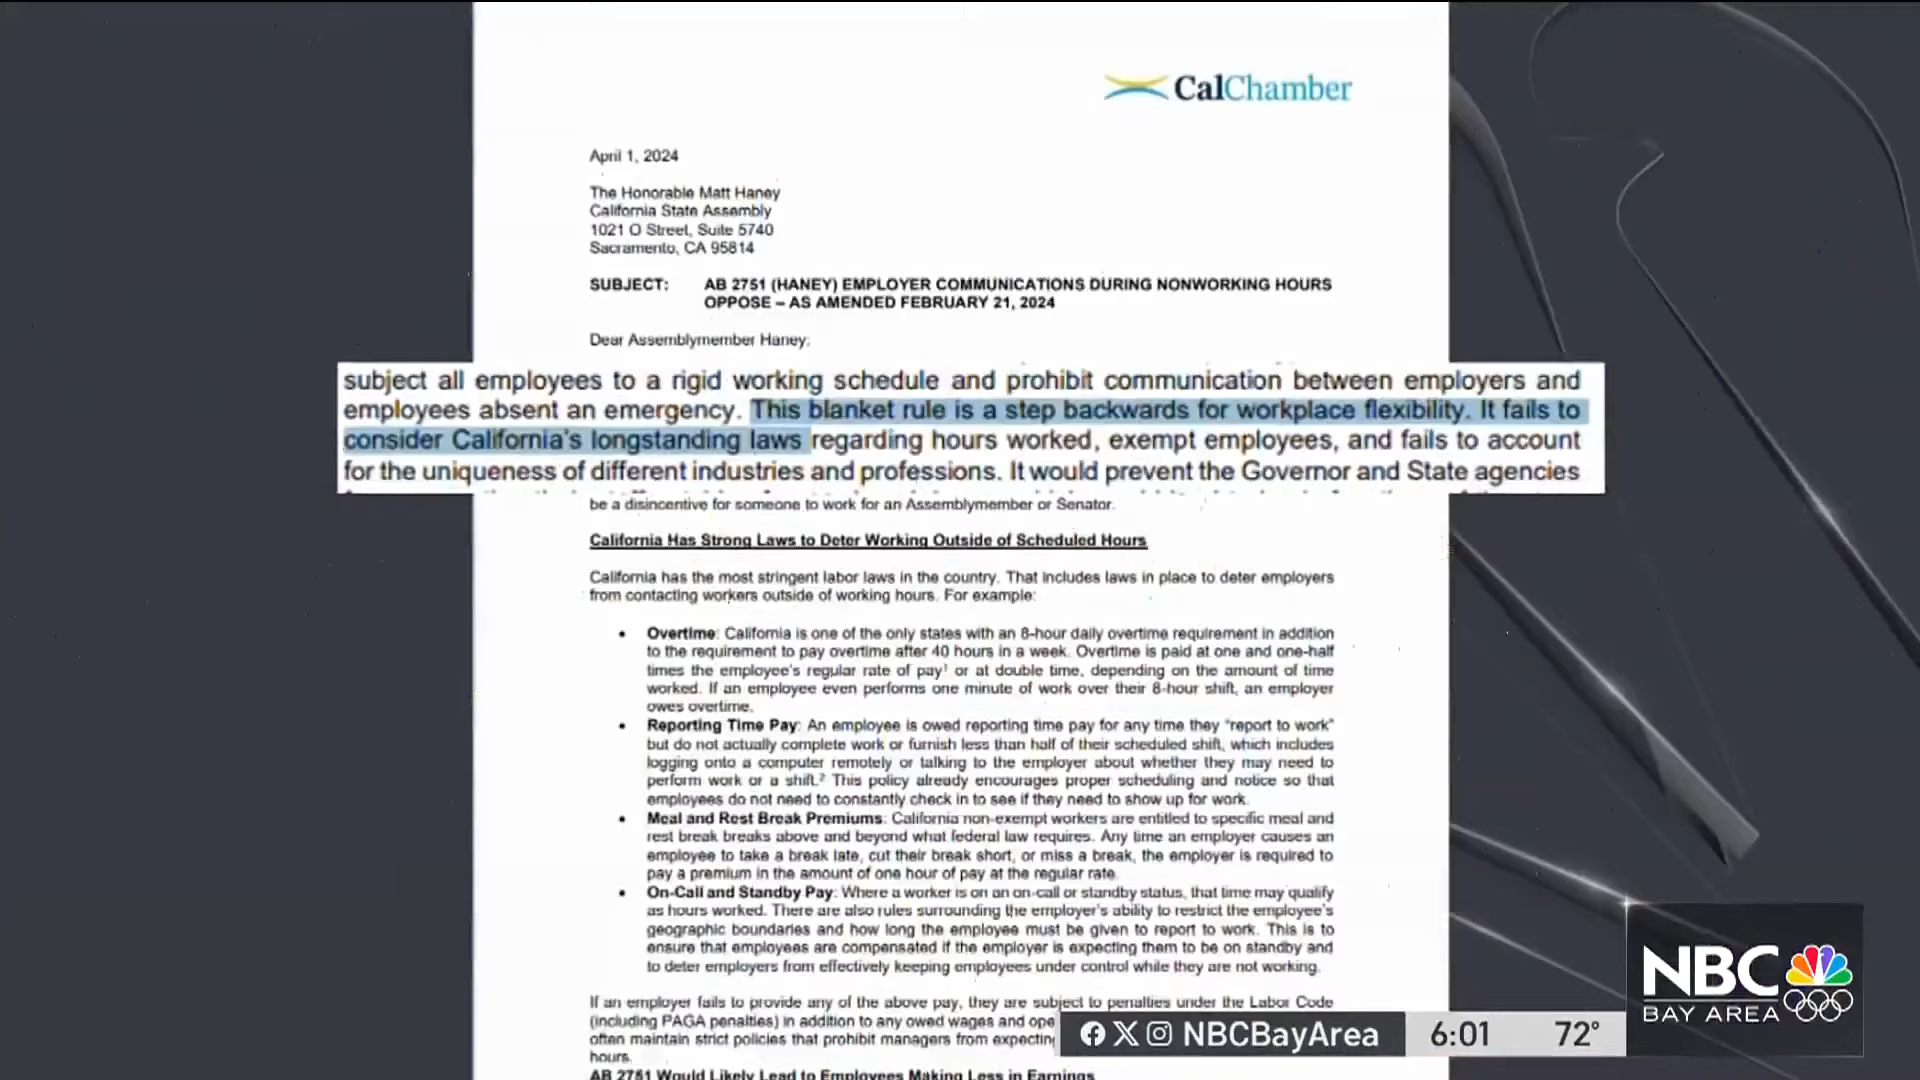 CalChamber
April 1, 2024
The Honorable Matt Haney
California State Assembly
1021 O Street, Suite 5740
Sacramento, CA 95814
SUBJECT: AB 2751 (HANEY) EMPLOYER COMMUNICATIONS DURING NONWORKING HOURS
OPPOSE – AS AMENDED FEBRUARY 21, 2024
Dear Assemblymember Haney:
subject all employees to a rigid working schedule and prohibit communication between employers and
employees absent an emergency. This blanket rule is a step backwards for workplace flexibility. It fails to
consider California's longstanding laws regarding hours worked, exempt employees, and fails to account
for the uniqueness of different industries and professions. It would prevent the Governor and State agencies
be a disincentive for someone to work for an Assemblymember or Senator.
California Has Strong Laws to Deter Working Outside of Scheduled Hours
California has the most stringent labor laws in the country. That includes laws in place to deter employers
from contacting workers outside of working hours. For example:
• Overtime: California is one of the only states with an 8-hour daily overtime requirement in addition
to the requirement to pay overtime after 40 hours in a week. Overtime is paid at one and one-half
times the employee's regular rate of pay¹ or at double time, depending on the amount of time
worked. If an employee even performs one minute of work over their 8-hour shift, an employer
owes overtime.
• Reporting Time Pay: An employee is owed reporting time pay for any time they "report to work"
but do not actually complete work or furnish less than half of their scheduled shift, which includes
logging onto a computer remotely or talking to the employer about whether they may need to
perform work or a shift.² This policy already encourages proper scheduling and notice so that
employees do not need to constantly check in to see if they need to show up for work.
• Meal and Rest Break Premiums: California non-exempt workers are entitled to specific meal and
rest break breaks above and beyond what federal law requires. Any time an employer causes an
employee to take a break late, cut their break short, or miss a break, the employer is required to
pay a premium in the amount of one hour of pay at the regular rate.
• On-Call and Standby Pay: Where a worker is on an on-call or standby status, that time may qualify
as hours worked. There are also rules surrounding the employer's ability to restrict the employee's
geographic boundaries and how long the employee must be given to report to work. This is to
ensure that employees are compensated if the employer is expecting them to be on standby and
to deter employers from effectively keeping employees under control while they are not working.
If an employer fails to provide any of the above pay, they are subject to penalties under the Labor Code
(including PAGA penalties) in addition to any owed wages and ope
often maintain strict policies that prohibit managers from expecting
hours.
AB 2751 Would Likely Lead to Employees Making Less in Earnings
NBCBayArea 6:01 72°
NBC
BAY AREA